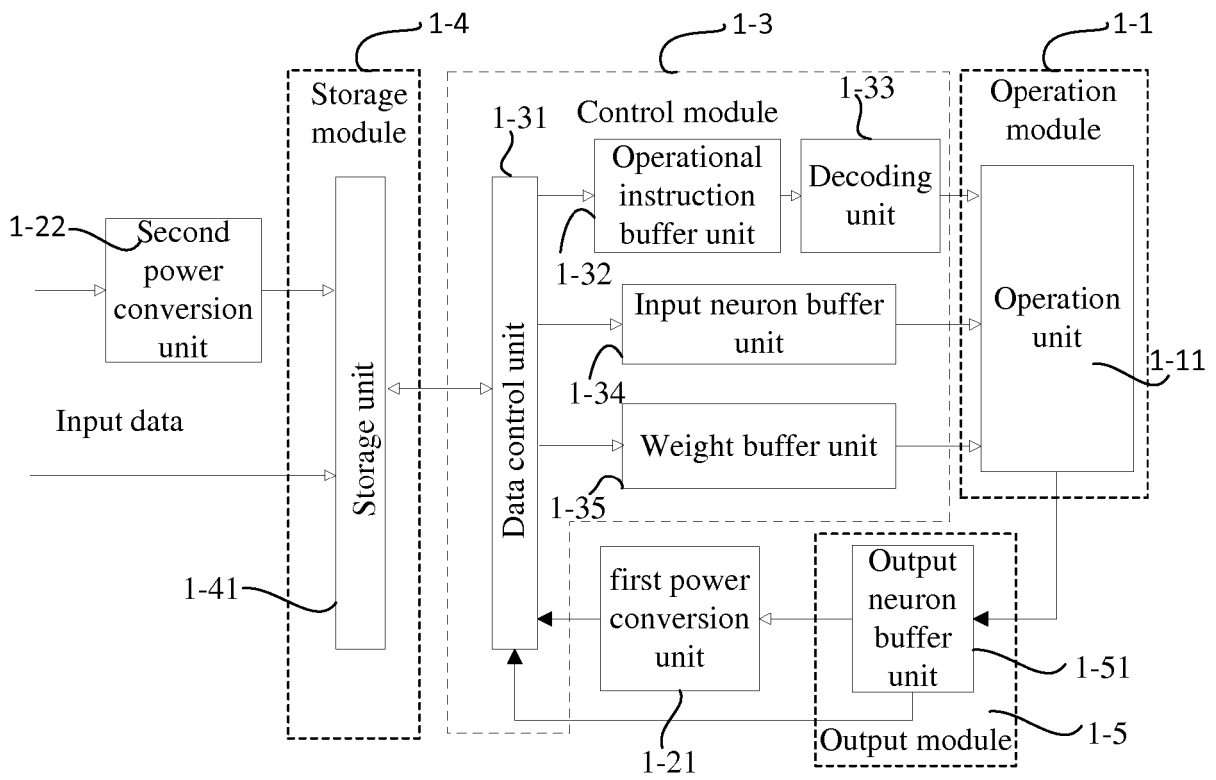 1-4
1-3
1-1
Storage
module
1-31
Control module
1-33
Operation
module
Operational
instruction
buffer unit
Decoding
unit
1-22
Second
power
conversion
unit
1-32
Input neuron buffer
unit
Operation
unit
1-34
1-11
Input data
Storage unit
Data control unit
Weight buffer unit
1-35
1-41
first power
conversion
unit
Output
neuron
buffer
unit
1-51
1-21
Output module
1-5